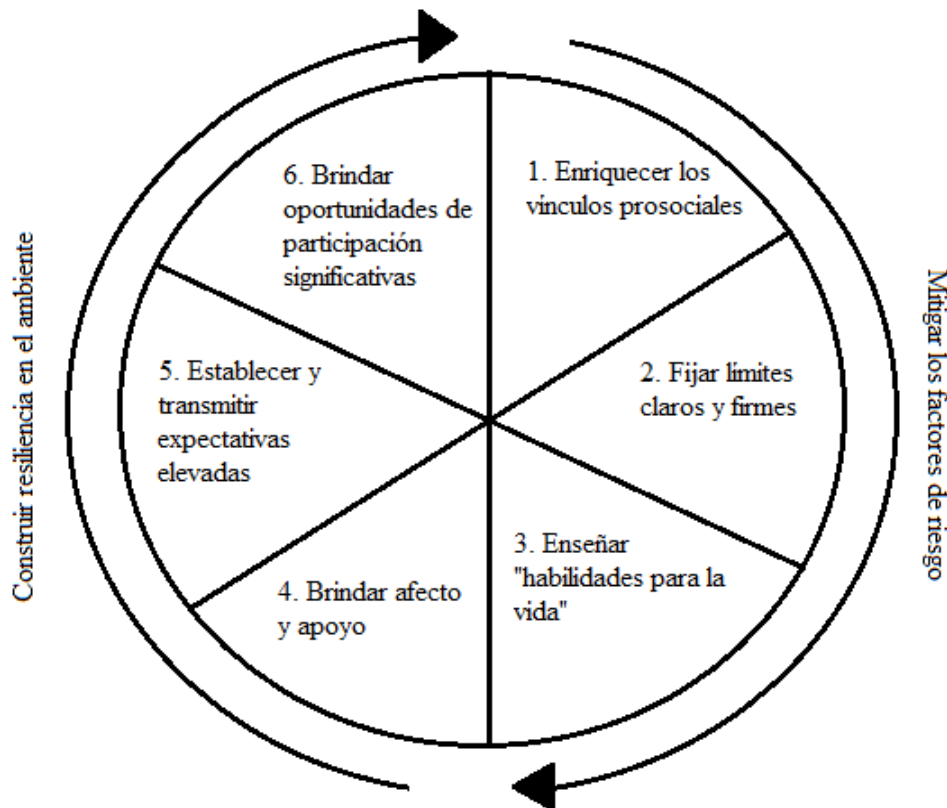 6. Brindar
oportunidades de
participación
significativas
1. Enriquecer los
vinculos prosociales
5. Establecer y
transmitir
expectativas
elevadas
2. Fijar limites
claros y firmes
4. Brindar afecto
y apoyo
3. Enseñar
"habilidades para la
vida"
Construir resiliencia en el ambiente
Mitigar los factores de riesgo